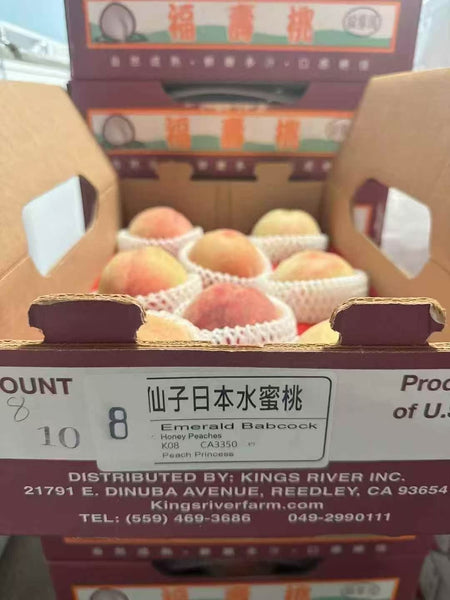 福壽桃
福壽桃
OUNT
8
10
8
仙子日本水蜜桃
Emerald Babcock
Honey Peaches
K08 CA3350
Peach Princess
Prod
of U.S
DISTRIBUTED BY: KINGS RIVER INC.
21791 E. DINUBA AVENUE, REEDLEY, CA 93654
Kingsriverfarm.com
TEL: (559) 469-3686 049-2990111